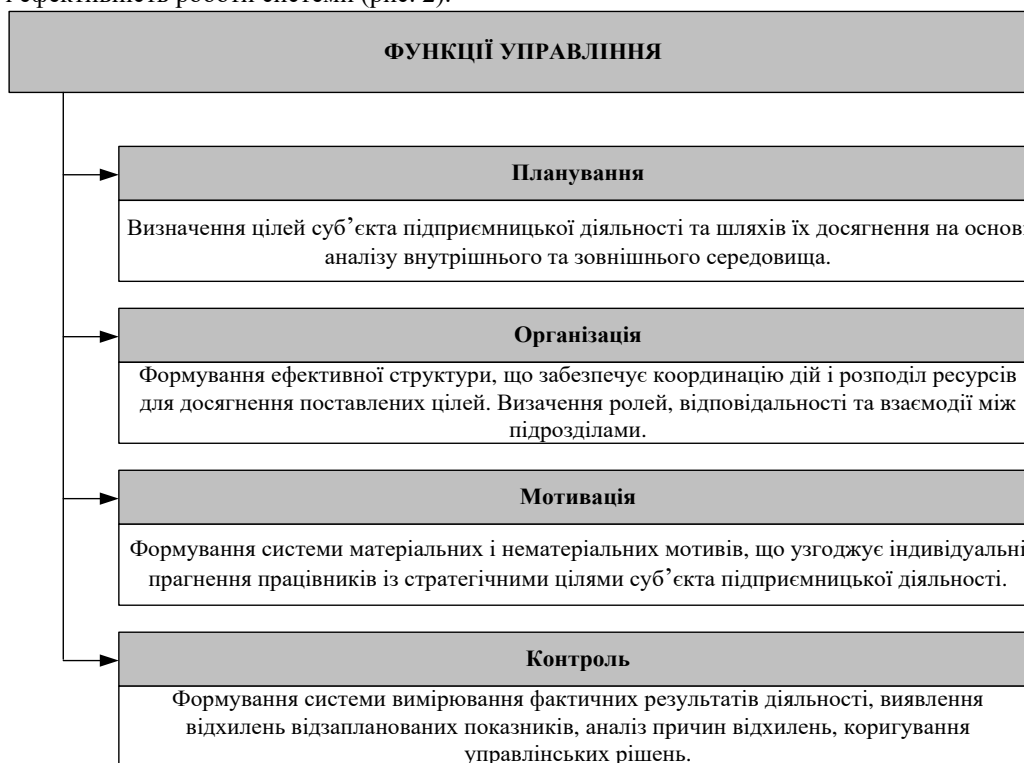 і ефективність роботи системи (рис. 2).
ФУНКЦІЇ УПРАВЛІННЯ
Планування
Визначення цілей суб’єкта підприємницької діяльності та шляхів їх досягнення на основі
аналізу внутрішнього та зовнішнього середовища.
Організація
Формування ефективної структури, що забезпечує координацію дій і розподіл ресурсів
для досягнення поставлених цілей. Визачення ролей, відповідальності та взаємодії між
підрозділами.
Мотивація
Формування системи матеріальних і нематеріальних мотивів, що узгоджує індивідуальні
прагнення працівників із стратегічними цілями суб’єкта підприємницької діяльності.
Контроль
Формування системи вимірювання фактичних результатів діяльності, виявлення
відхилень відзапланованих показників, аналіз причин відхилень, коригування
управлінських рішень.